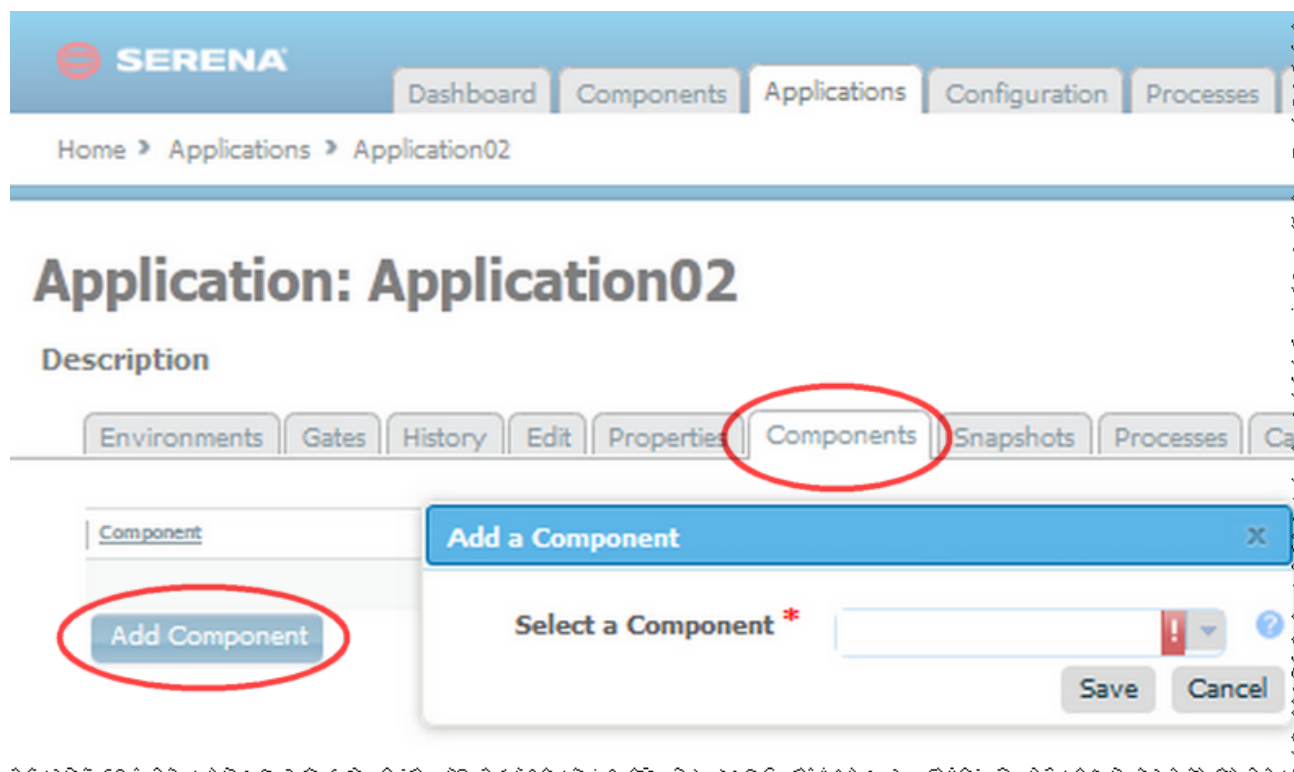 SERENA
Dashboard Components Applications Configuration Processes
Home > Applications > Application02
Application: Application02
Description
Environments Gates History Edit Properties Components Snapshots Processes Ca
Component
Add a Component x
Add Component
Select a Component * ! ?
Save Cancel